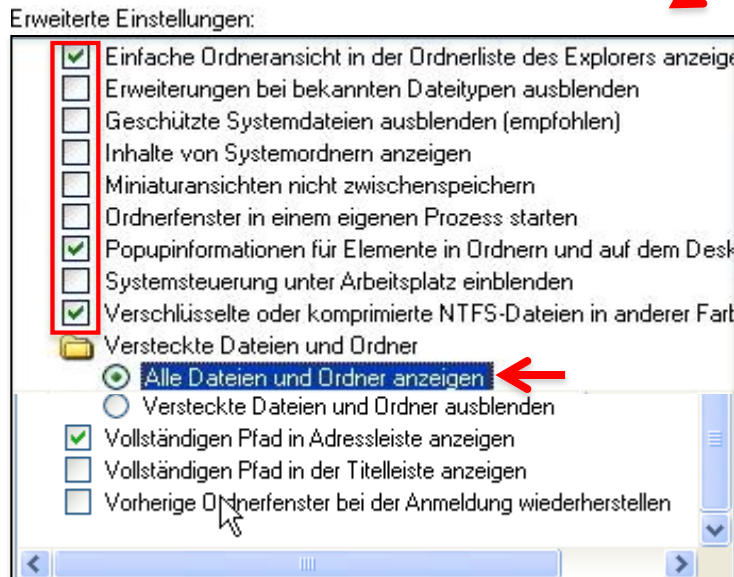 Erweiterte Einstellungen:
Einfache Ordneransicht in der Ordnerliste des Explorers anzeige
Erweiterungen bei bekannten Dateitypen ausblenden
Geschützte Systemdateien ausblenden (empfohlen)
Inhalte von Systemordnern anzeigen
Miniaturansichten nicht zwischenspeichern
Ordnerfenster in einem eigenen Prozess starten
Popupinformationen für Elemente in Ordnern und auf dem Desk
Systemsteuerung unter Arbeitsplatz einblenden
Verschlüsselte oder komprimierte NTFS-Dateien in anderer Farb
Versteckte Dateien und Ordner
Alle Dateien und Ordner anzeigen
Versteckte Dateien und Ordner ausblenden
Vollständigen Pfad in Adressleiste anzeigen
Vollständigen Pfad in der Titelleiste anzeigen
Vorherige Ordnerfenster bei der Anmeldung wiederherstellen